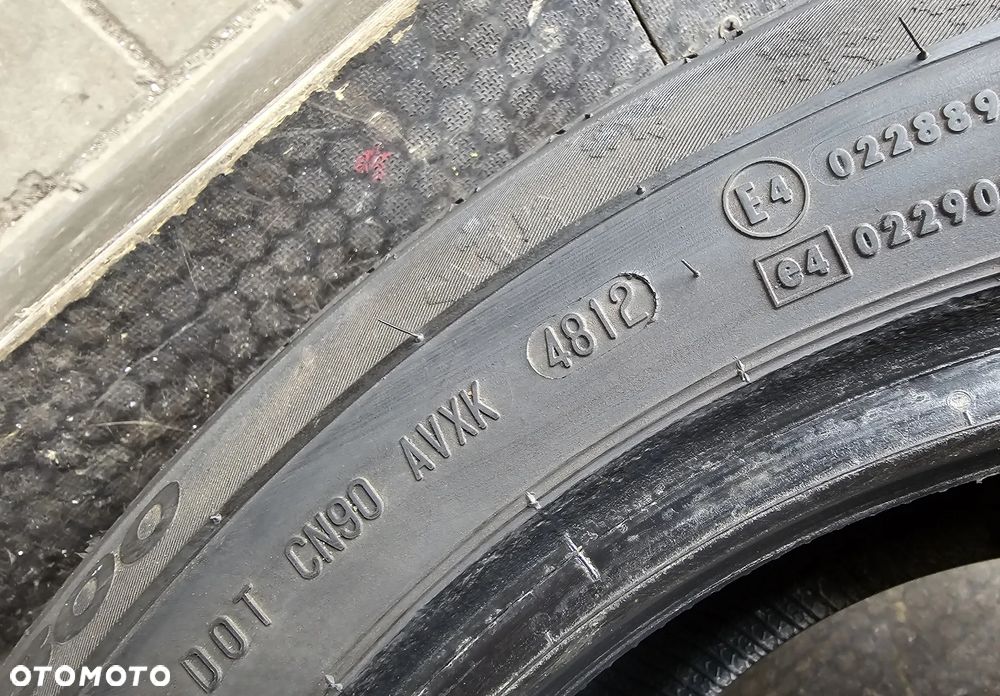 E4 022889
e4 02290
DOT CN90 AVXK 4812
OTOMOTO